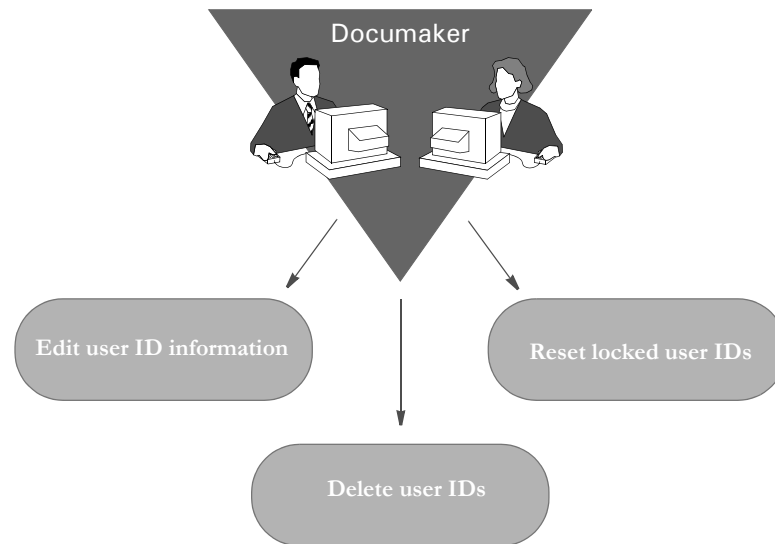 Documaker
Edit user ID information
Reset locked user IDs
Delete user IDs